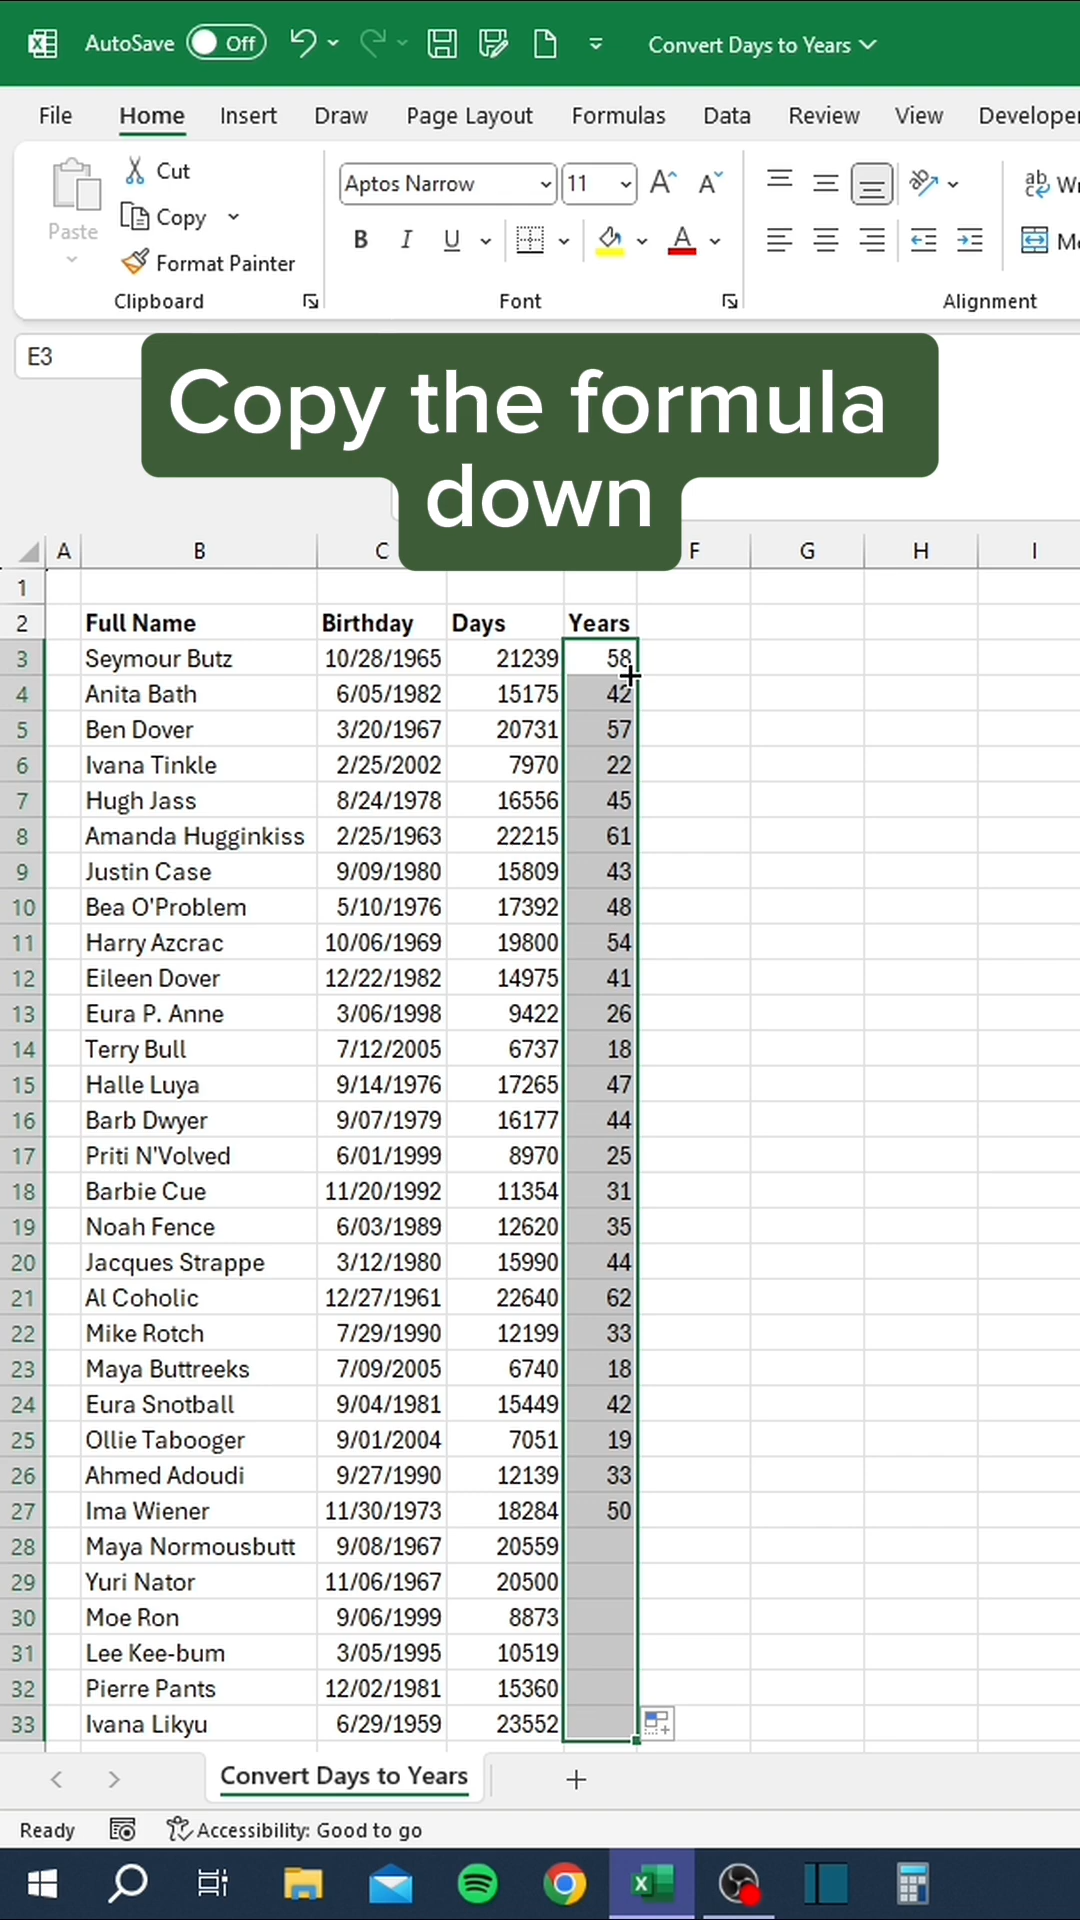 AutoSave Off Convert Days to Years
File Home Insert Draw Page Layout Formulas Data Review View Developer
Paste Cut Copy Format Painter
Aptos Narrow 11 A A ab
B I U A
Clipboard Font Alignment
E3
Copy the formula
down
A B C F G H I
1
2 Full Name Birthday Days Years
3 Seymour Butz 10/28/1965 21239 58
4 Anita Bath 6/05/1982 15175 42
5 Ben Dover 3/20/1967 20731 57
6 Ivana Tinkle 2/25/2002 7970 22
7 Hugh Jass 8/24/1978 16556 45
8 Amanda Hugginkiss 2/25/1963 22215 61
9 Justin Case 9/09/1980 15809 43
10 Bea O'Problem 5/10/1976 17392 48
11 Harry Azcrac 10/06/1969 19800 54
12 Eileen Dover 12/22/1982 14975 41
13 Eura P. Anne 3/06/1998 9422 26
14 Terry Bull 7/12/2005 6737 18
15 Halle Luya 9/14/1976 17265 47
16 Barb Dwyer 9/07/1979 16177 44
17 Priti N'Volved 6/01/1999 8970 25
18 Barbie Cue 11/20/1992 11354 31
19 Noah Fence 6/03/1989 12620 35
20 Jacques Strappe 3/12/1980 15990 44
21 Al Coholic 12/27/1961 22640 62
22 Mike Rotch 7/29/1990 12199 33
23 Maya Buttreeks 7/09/2005 6740 18
24 Eura Snotball 9/04/1981 15449 42
25 Ollie Tabooger 9/01/2004 7051 19
26 Ahmed Adoudi 9/27/1990 12139 33
27 Ima Wiener 11/30/1973 18284 50
28 Maya Normousbutt 9/08/1967 20559
29 Yuri Nator 11/06/1967 20500
30 Moe Ron 9/06/1999 8873
31 Lee Kee-bum 3/05/1995 10519
32 Pierre Pants 12/02/1981 15360
33 Ivana Likyu 6/29/1959 23552
Convert Days to Years
Ready Accessibility: Good to go